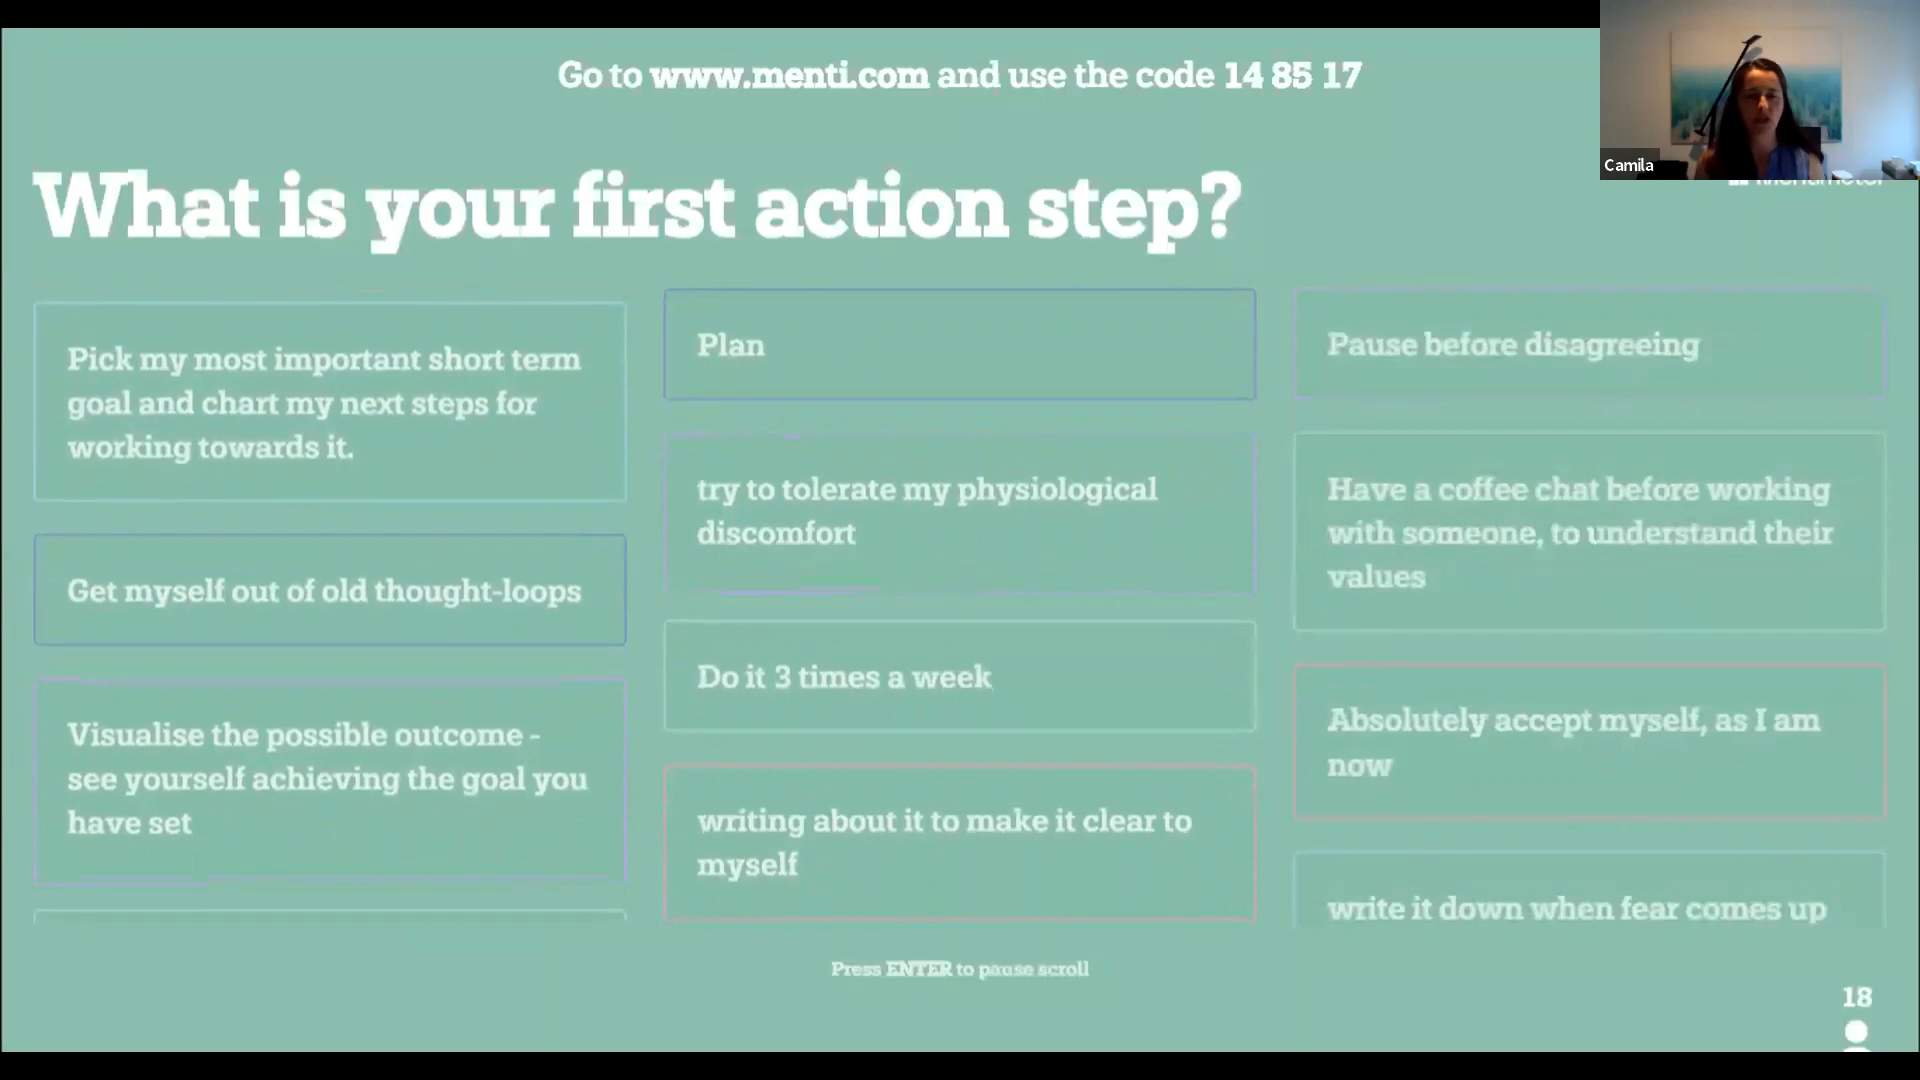 Go to www.menti.com and use the code 14 85 17
Camila
What is your first action step?
Pick my most important short term
goal and chart my next steps for
working towards it.
Get myself out of old thought-loops
Visualise the possible outcome -
see yourself achieving the goal you
have set
Plan
try to tolerate my physiological
discomfort
Do it 3 times a week
writing about it to make it clear to
myself
Pause before disagreeing
Have a coffee chat before working
with someone, to understand their
values
Absolutely accept myself, as I am
now
write it down when fear comes up
Press ENTER to pause scroll
18